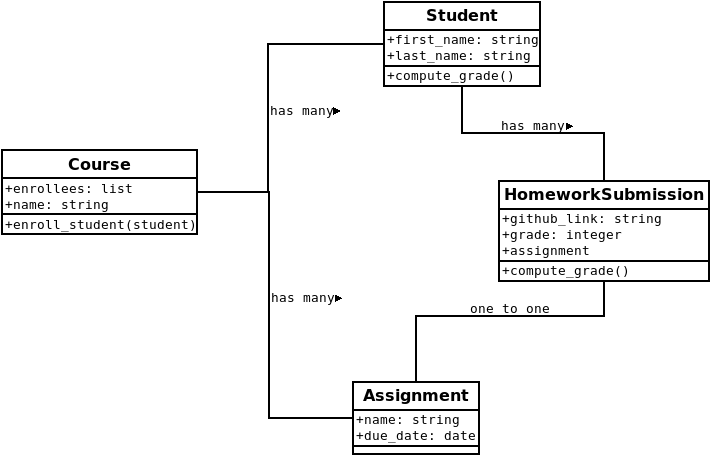 Student
+first_name: string
+last_name: string
+compute_grade()
has many
has many
Course
+enrollees: list
+name: string
+enroll_student(student)
HomeworkSubmission
+github_link: string
+grade: integer
+assignment
+compute_grade()
has many
one to one
Assignment
+name: string
+due_date: date